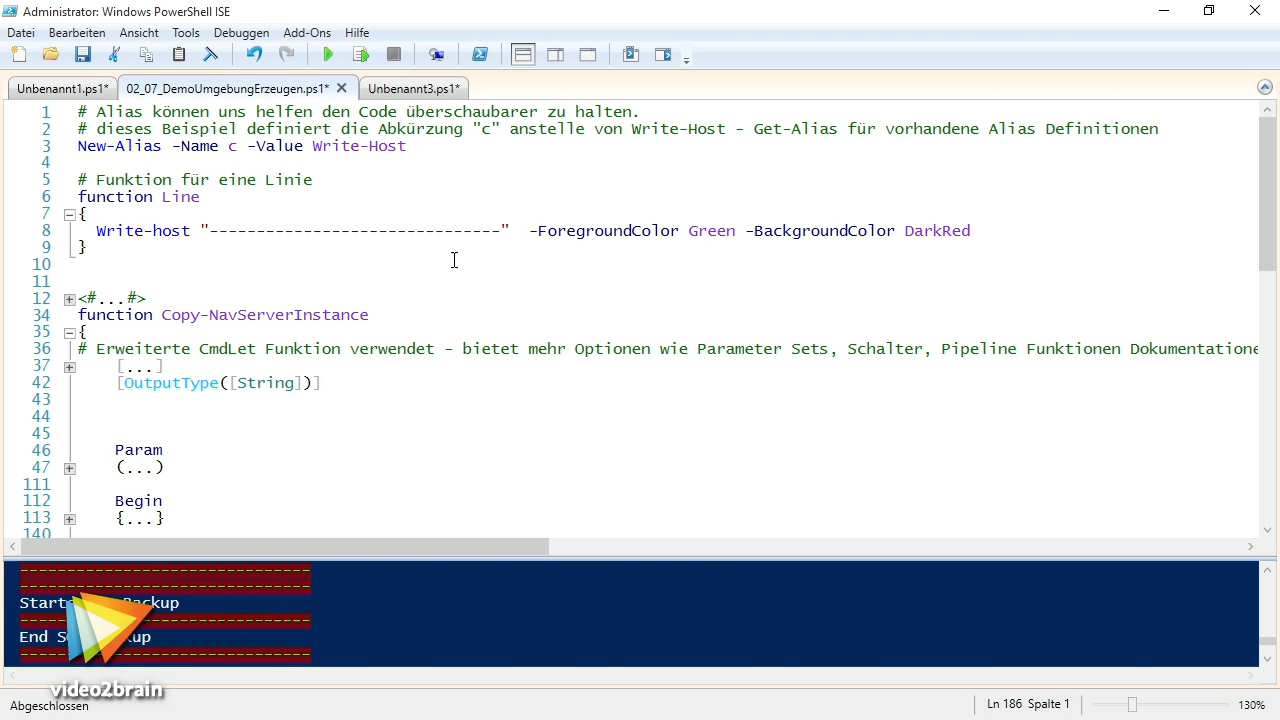 Administrator: Windows PowerShell ISE
Datei Bearbeiten Ansicht Tools Debuggen Add-Ons Hilfe
Unbenannt1.ps1* 02_07_DemoUmgebungErzeugen.ps1* Unbenannt3.ps1*
1 # Alias können uns helfen den Code überschaubarer zu halten.
2 # dieses Beispiel definiert die Abkürzung "c" anstelle von Write-Host - Get-Alias für vorhandene Alias Definitionen
3 New-Alias -Name c -Value Write-Host
4
5 # Funktion für eine Linie
6 function Line
7 {
8 Write-host "-------------------------------" -ForegroundColor Green -BackgroundColor DarkRed
9 }
10
11
12 <#...#>
34 function Copy-NavServerInstance
35 {
36 # Erweiterte CmdLet Funktion verwendet - bietet mehr Optionen wie Parameter Sets, Schalter, Pipeline Funktionen Dokumentatione
37 [...]
42 [OutputType([String])]
43
44
45
46 Param
47 (...)
111
112 Begin
113 {...}
140
-------------------------------
-------------------------------
Start
-------------------------------
End
-------------------------------
video2brain
Abgeschlossen Ln 186 Spalte 1 130%